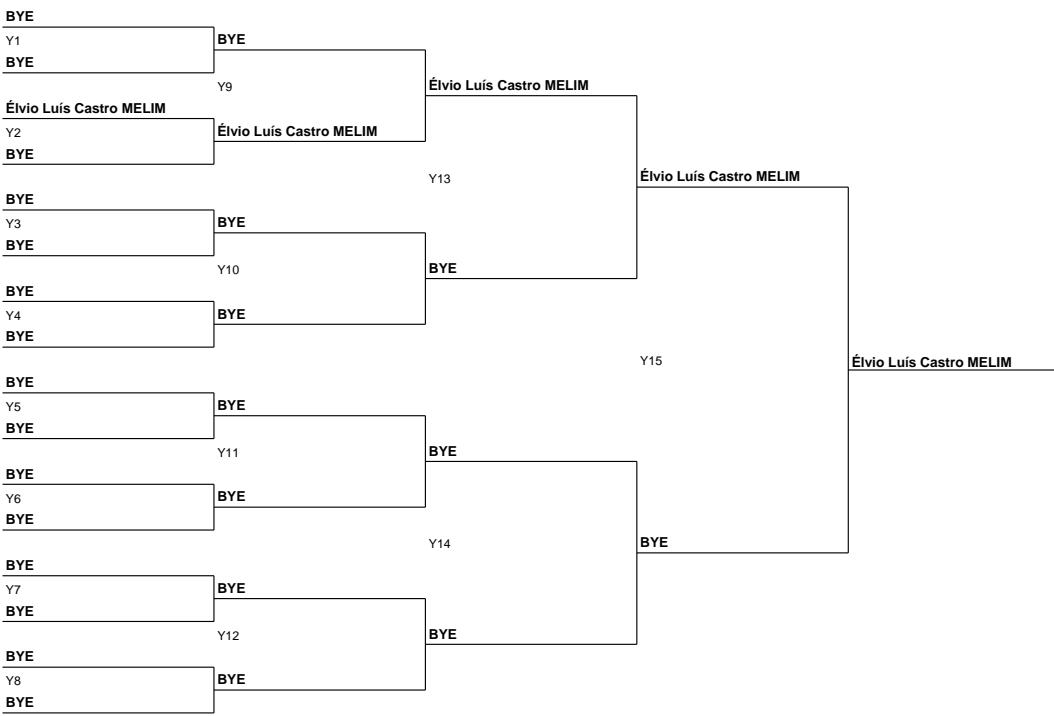 BYE
Y1
BYE
BYE
Y9
Élvio Luís Castro MELIM
Élvio Luís Castro MELIM
Y2
Élvio Luís Castro MELIM
BYE
Y13
Élvio Luís Castro MELIM
BYE
Y3
BYE
BYE
Y10
BYE
BYE
Y4
BYE
BYE
Y15
Élvio Luís Castro MELIM
BYE
Y5
BYE
BYE
Y11
BYE
BYE
Y6
BYE
BYE
Y14
BYE
BYE
Y7
BYE
BYE
Y12
BYE
BYE
Y8
BYE
BYE